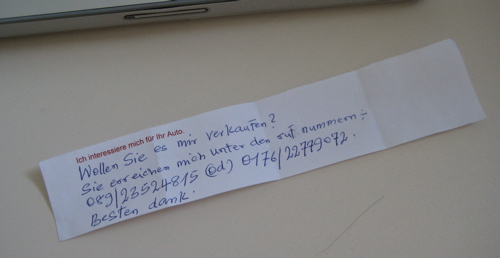 Ich interessiere mich für Ihr Auto.
Wollen Sie es mir verkaufen?
Sie erreichen mich unter den ruf nummern:-
089/23524815 od) 0176/22779072.
Besten dank.